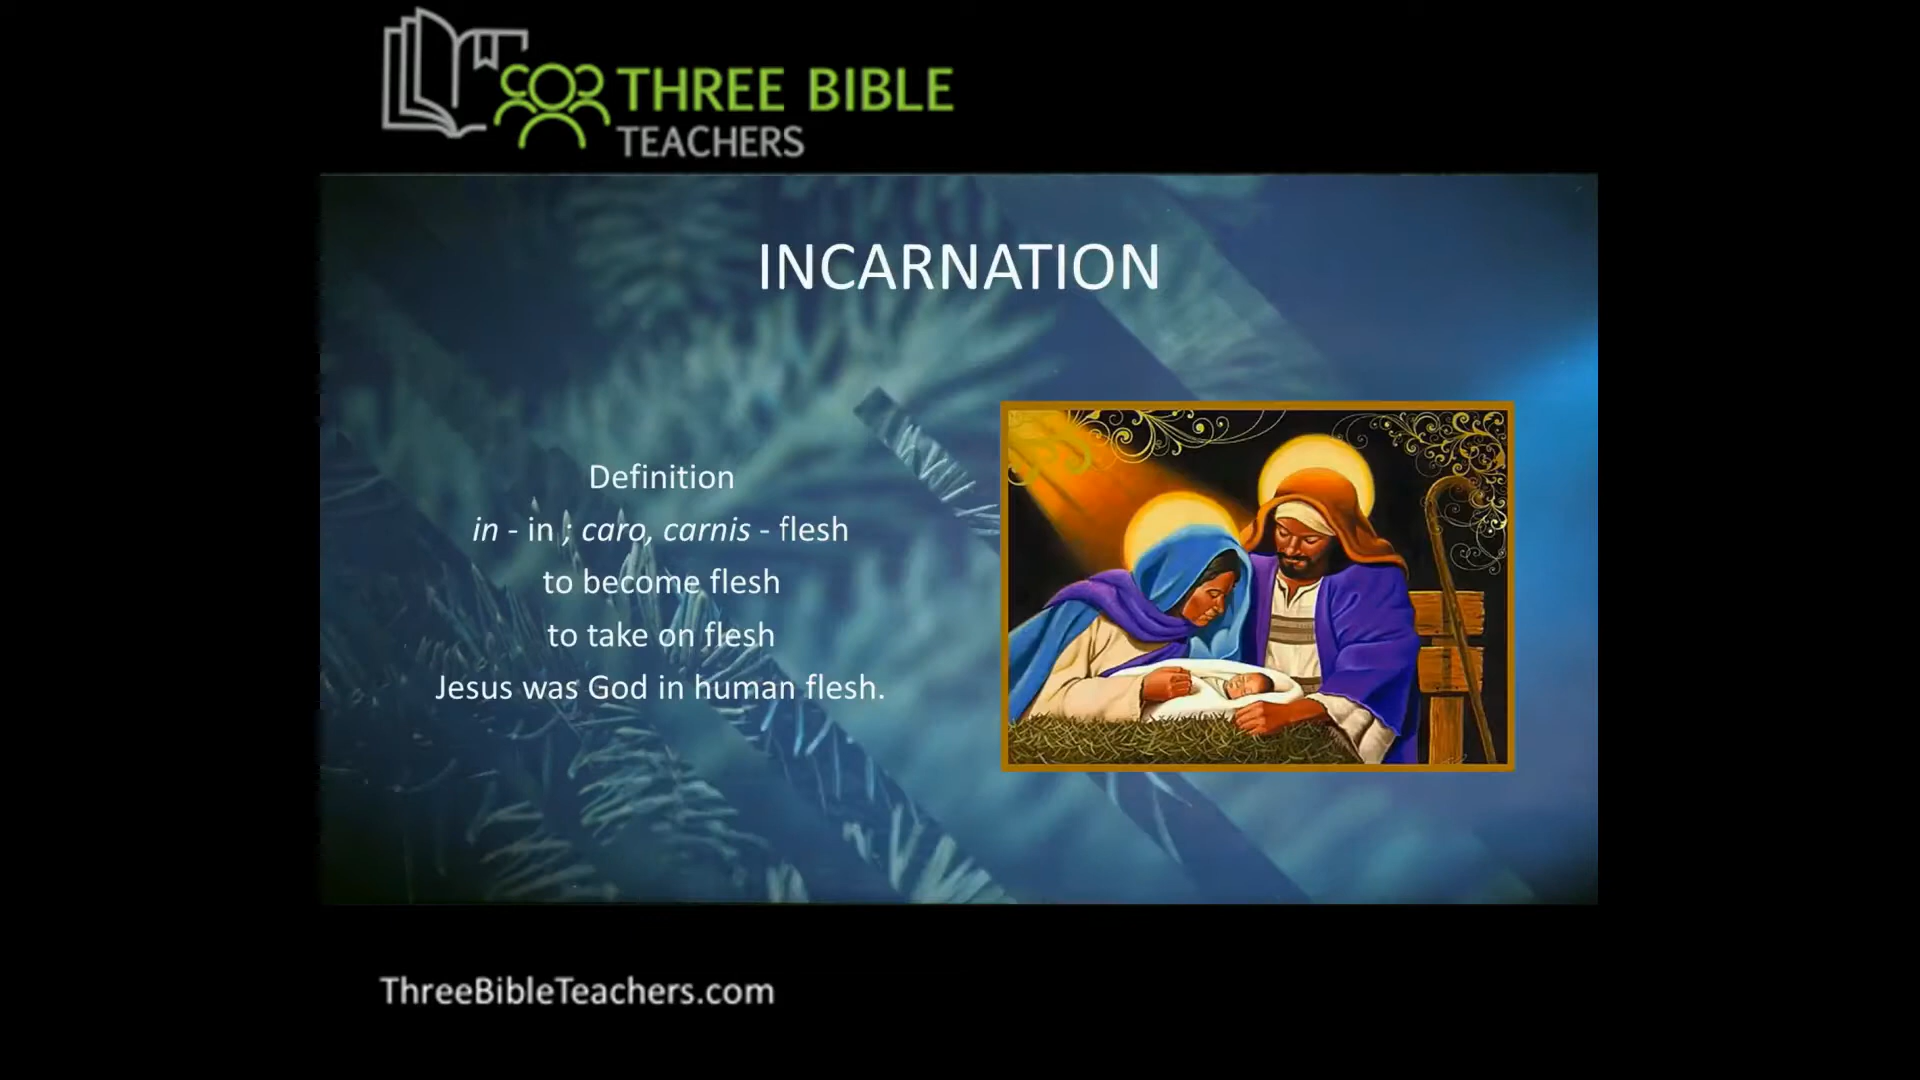 THREE BIBLE
TEACHERS
INCARNATION
Definition
in - in ; caro, carnis - flesh
to become flesh
to take on flesh
Jesus was God in human flesh.
ThreeBibleTeachers.com